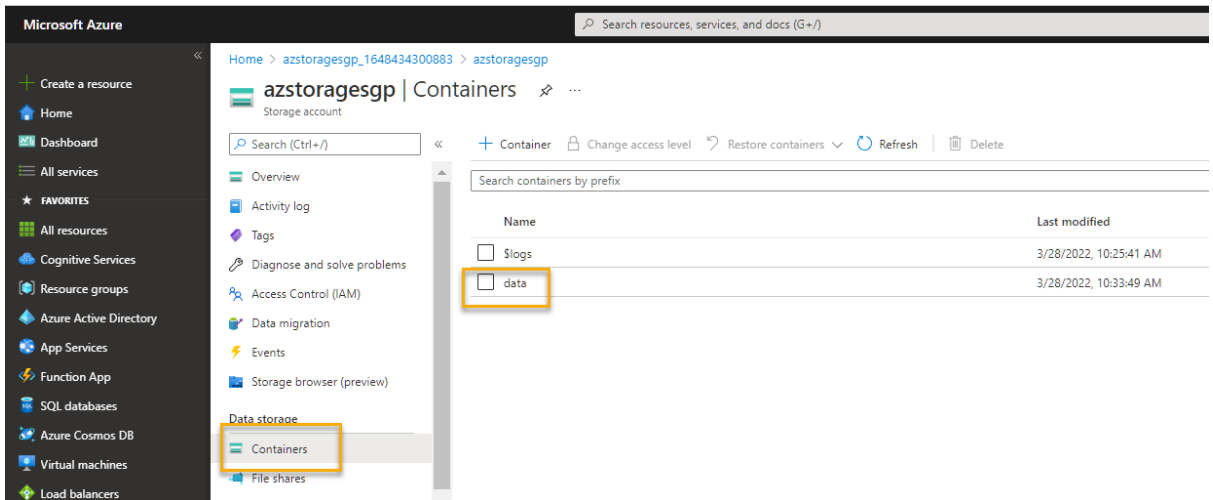 Microsoft Azure
Search resources, services, and docs (G+/)
«
Create a resource
Home
Dashboard
All services
FAVORITES
All resources
Cognitive Services
Resource groups
Azure Active Directory
App Services
Function App
SQL databases
Azure Cosmos DB
Virtual machines
Load balancers
Home > azstoragesgp_1648434300883 > azstoragesgp
azstoragesgp | Containers ...
Storage account
Search (Ctrl+/) «
Overview
Activity log
Tags
Diagnose and solve problems
Access Control (IAM)
Data migration
Events
Storage browser (preview)
Data storage
Containers
File shares
+ Container Change access level Restore containers Refresh Delete
Search containers by prefix
Name Last modified
$logs 3/28/2022, 10:25:41 AM
data 3/28/2022, 10:33:49 AM